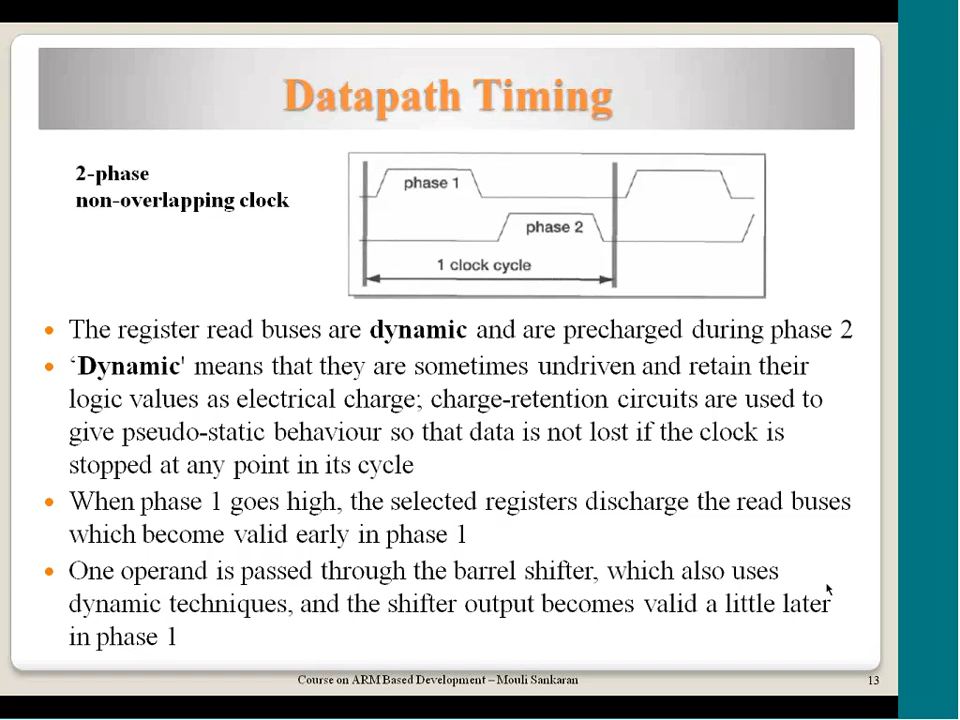 Datapath Timing
2-phase
non-overlapping clock
phase 1
phase 2
1 clock cycle
• The register read buses are dynamic and are precharged during phase 2
• ‘Dynamic' means that they are sometimes undriven and retain their
logic values as electrical charge; charge-retention circuits are used to
give pseudo-static behaviour so that data is not lost if the clock is
stopped at any point in its cycle
• When phase 1 goes high, the selected registers discharge the read buses
which become valid early in phase 1
• One operand is passed through the barrel shifter, which also uses
dynamic techniques, and the shifter output becomes valid a little later
in phase 1
Course on ARM Based Development – Mouli Sankaran
13